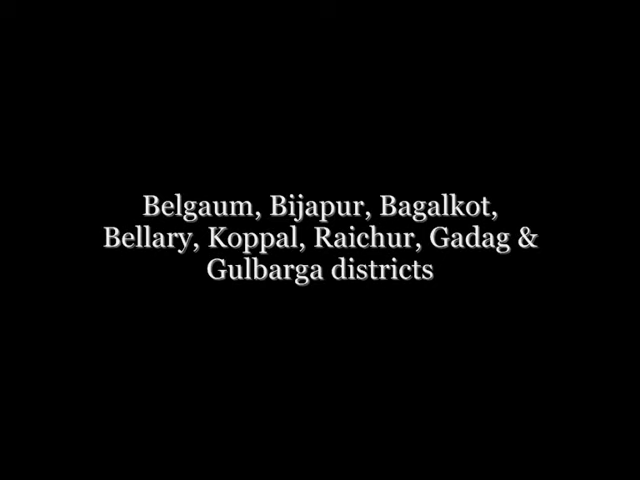 Belgaum, Bijapur, Bagalkot,
Bellary, Koppal, Raichur, Gadag &
Gulbarga districts